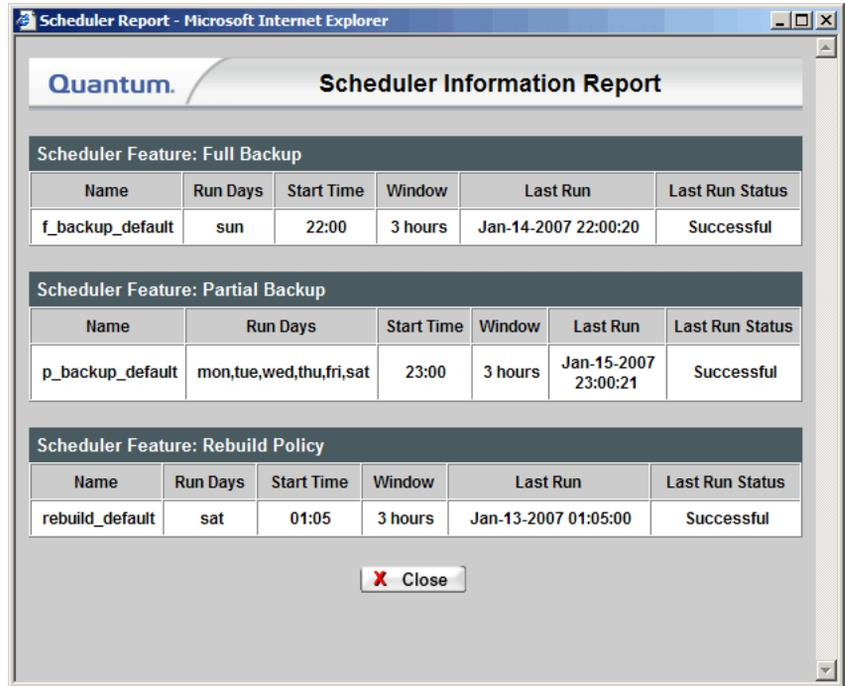 Scheduler Report - Microsoft Internet Explorer
Quantum. Scheduler Information Report
Scheduler Feature: Full Backup
Name Run Days Start Time Window Last Run Last Run Status
f_backup_default sun 22:00 3 hours Jan-14-2007 22:00:20 Successful
Scheduler Feature: Partial Backup
Name Run Days Start Time Window Last Run Last Run Status
p_backup_default mon,tue,wed,thu,fri,sat 23:00 3 hours Jan-15-2007 23:00:21 Successful
Scheduler Feature: Rebuild Policy
Name Run Days Start Time Window Last Run Last Run Status
rebuild_default sat 01:05 3 hours Jan-13-2007 01:05:00 Successful
X Close